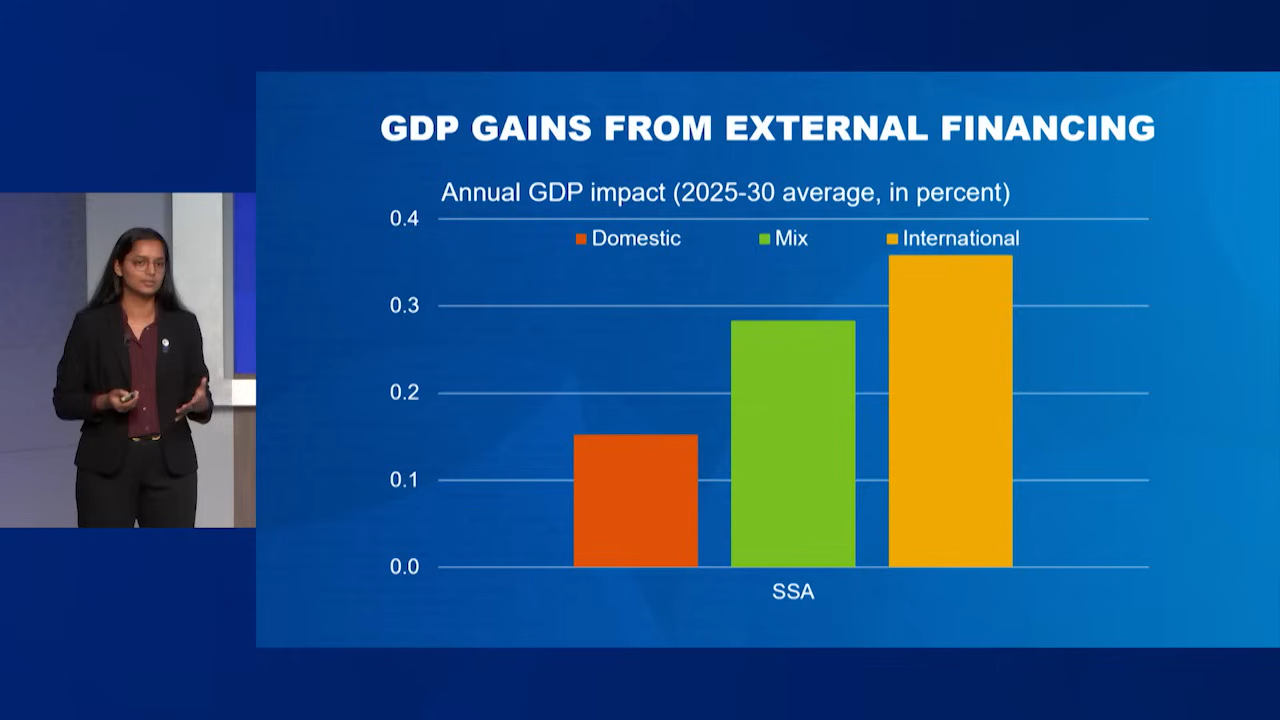 GDP GAINS FROM EXTERNAL FINANCING
Annual GDP impact (2025-30 average, in percent)
0.4
Domestic Mix International
0.3
0.2
0.1
0.0
SSA